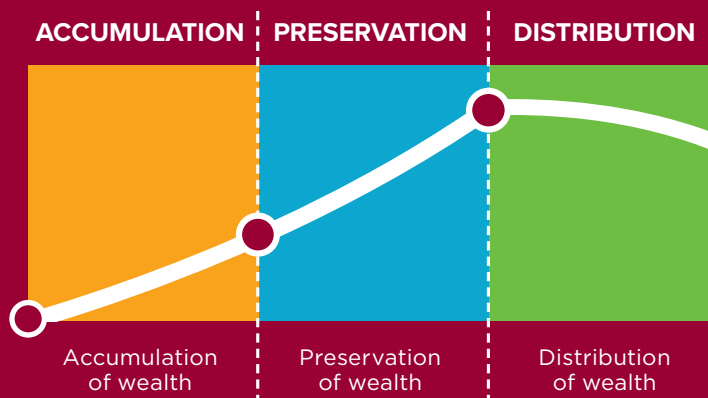 ACCUMULATION
PRESERVATION
DISTRIBUTION
Accumulation
of wealth
Preservation
of wealth
Distribution
of wealth